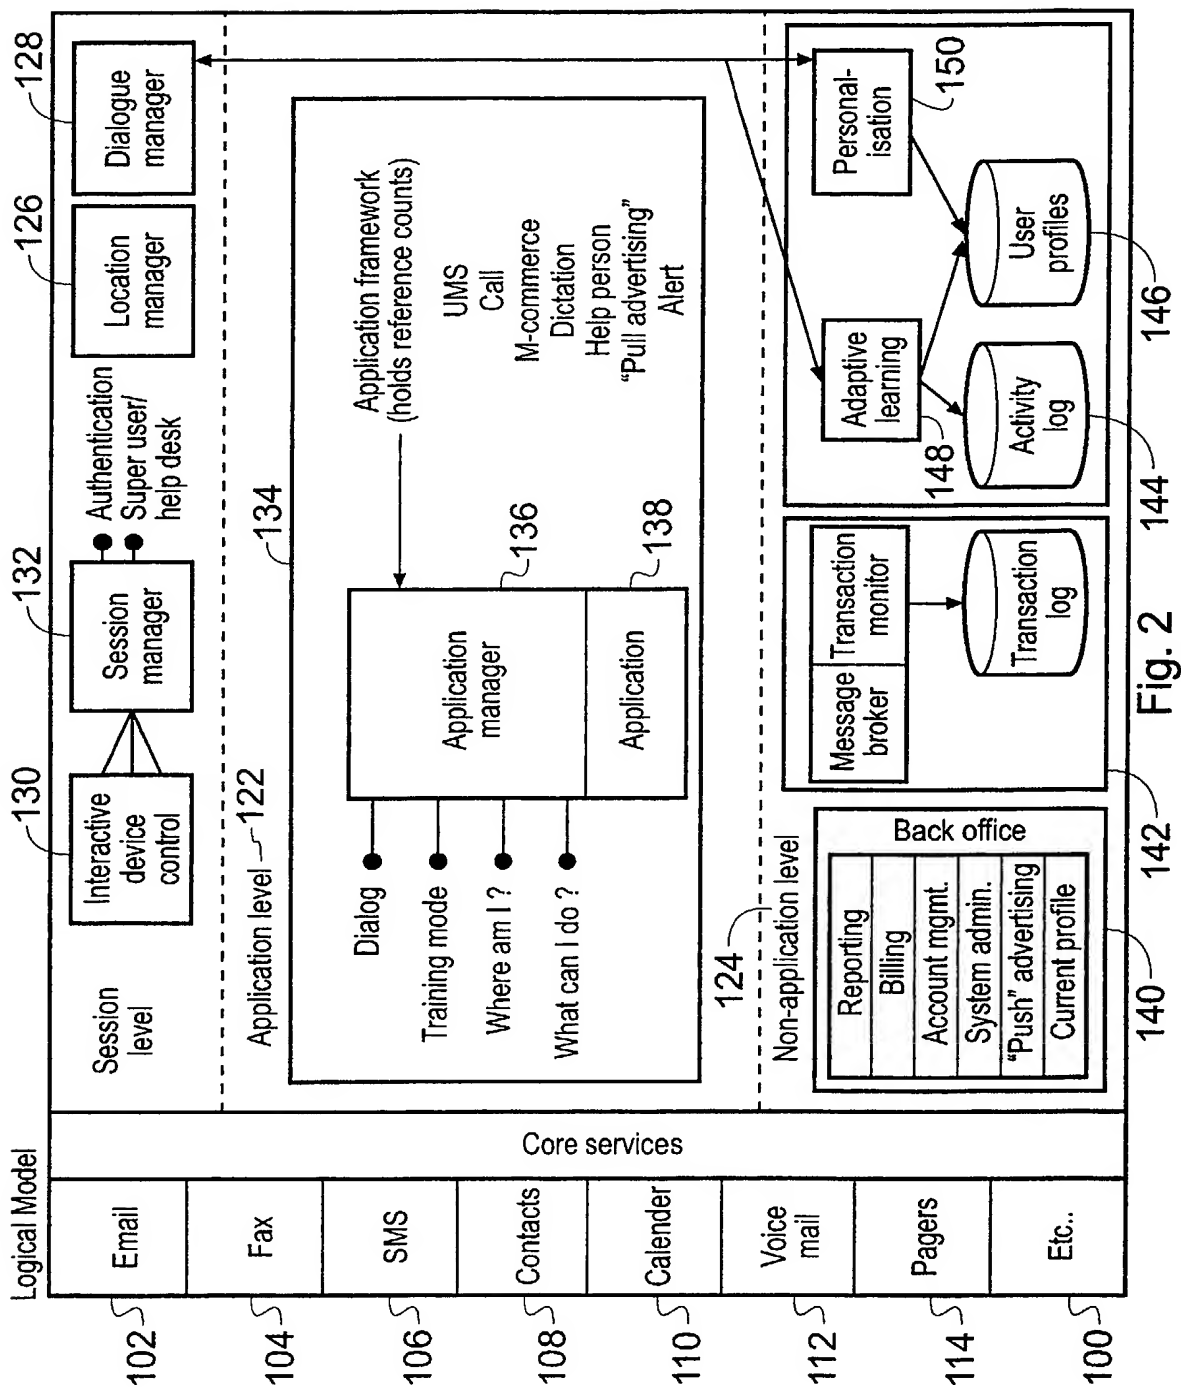 Logical Model
102
Email
104
Fax
106
SMS
108
Contacts
110
Calender
112
Voice
mail
114
Pagers
100
Etc..
Core services
Session
level
130
Interactive
device
control
132
Session
manager
Authentication
Super user/
help desk
126
Location
manager
128
Dialogue
manager
Application level
122
134
Dialog
Training mode
Where am I ?
What can I do ?
Application
manager
136
Application
138
Application framework
(holds reference counts)
UMS
Call
M-commerce
Dictation
Help person
“Pull advertising”
Alert
124
Non-application level
Back office
Reporting
Billing
Account mgmt.
System admin.
“Push” advertising
Current profile
140
Message
broker
Transaction
monitor
Transaction
log
142
Adaptive
learning
148
Personal-
isation
150
Activity
log
144
User
profiles
146
Fig. 2